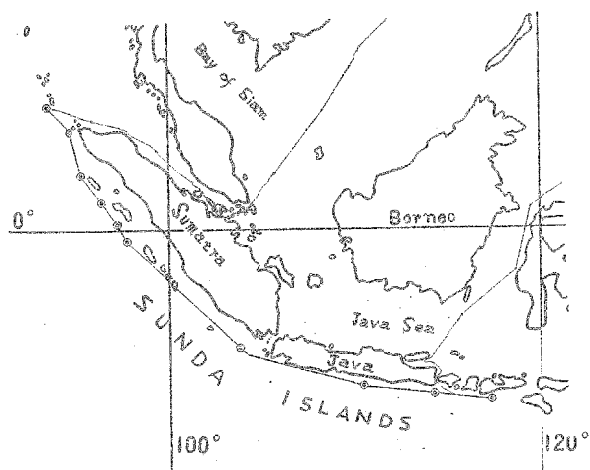 Bay of Siam
0°
Borneo
Sumatra
Java Sea
Java
SUNDA ISLANDS
100°
120°